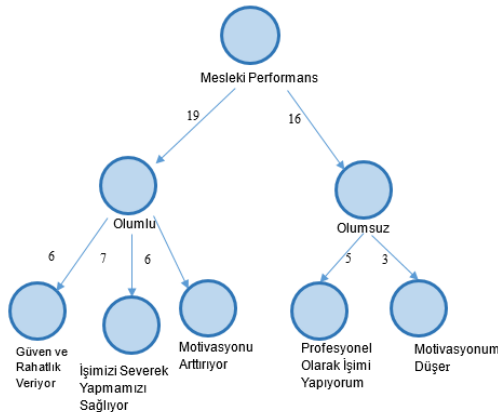 Mesleki Performans
19
16
Olumlu
Olumsuz
6
7
6
5
3
Güven ve
Rahatlık
Veriyor
İşimizi Severek
Yapmamızı
Sağlıyor
Motivasyonu
Arttırıyor
Profesyonel
Olarak İşimi
Yapıyorum
Motivasyonum
Düşer